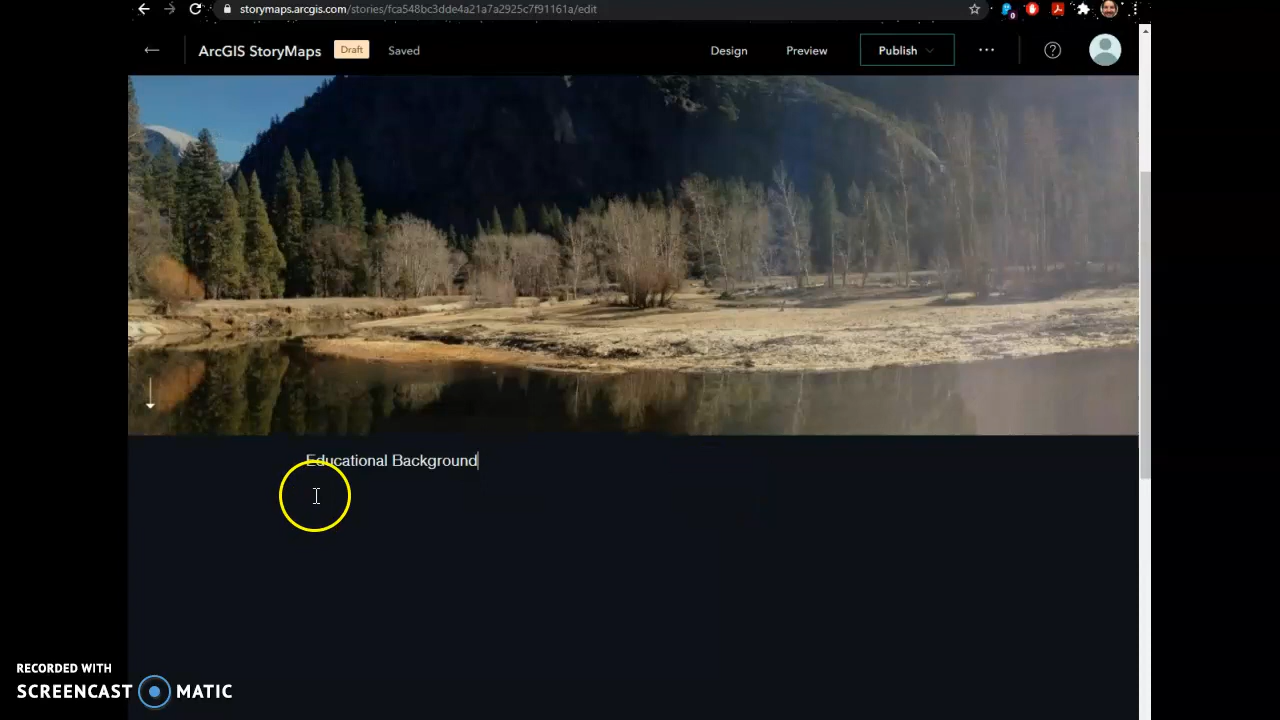 storymaps.arcgis.com/stories/fca548bc3dde4a21a7a2925c7f91161a/edit
0
ArcGIS StoryMaps Draft Saved Design Preview Publish
Educational Background
RECORDED WITH
SCREENCAST MATIC